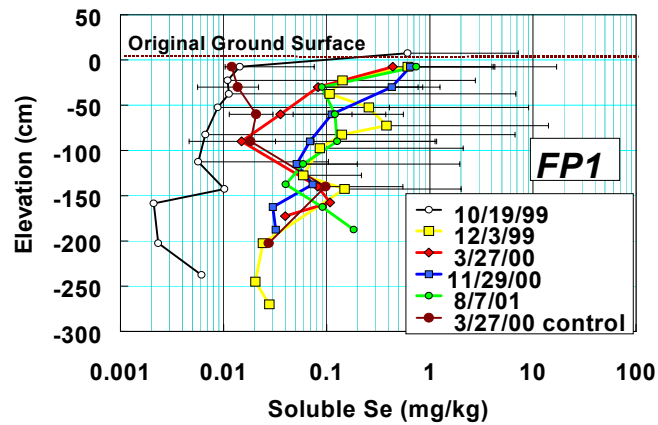 50
Original Ground Surface
0
-50
-100
-150
-200
-250
-300
Elevation (cm)
FP1
10/19/99
12/3/99
3/27/00
11/29/00
8/7/01
3/27/00 control
0.001 0.01 0.1 1 10 100
Soluble Se (mg/kg)